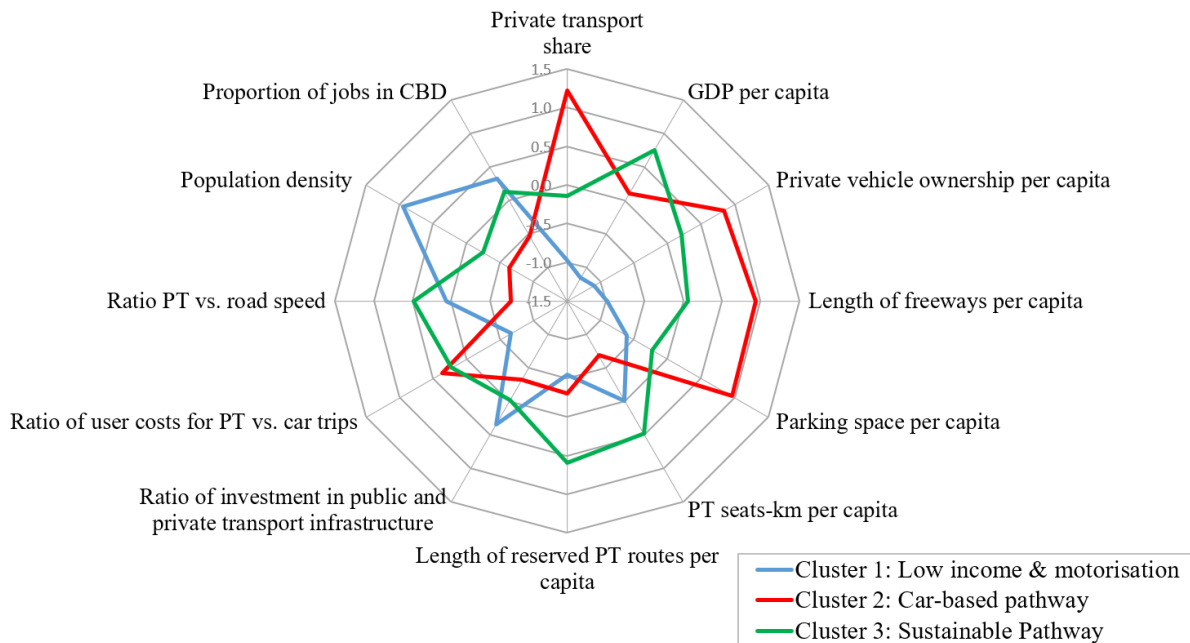 Private transport
share
GDP per capita
Private vehicle ownership per capita
Length of freeways per capita
Parking space per capita
PT seats-km per capita
Length of reserved PT routes per
capita
Ratio of investment in public and
private transport infrastructure
Ratio of user costs for PT vs. car trips
Ratio PT vs. road speed
Population density
Proportion of jobs in CBD
1.5
1.0
0.5
0.0
-0.5
-1.0
-1.5
Cluster 1: Low income & motorisation
Cluster 2: Car-based pathway
Cluster 3: Sustainable Pathway